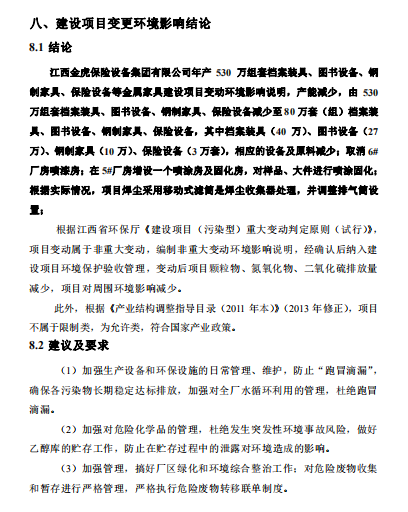 八、建设项目变更环境影响结论
8.1 结论
江西金虎保险设备集团有限公司年产 530 万组套档案装具、图书设备、钢
制家具、保险设备等金属家具建设项目变动环境影响说明，产能减少，由 530
万组套档案装具、图书设备、钢制家具、保险设备减少至80万套（组）档案装
具、图书设备、钢制家具、保险设备，其中档案装具（40 万）、图书设备（27
万）、钢制家具（10 万）、保险设备（3 万套），相应的设备及原料减少；取消 6#
厂房喷漆房；在 5#厂房增设一个喷涂房及固化房，对样品、大件进行喷涂固化；
根据实际情况，项目焊尘采用移动式滤筒是焊尘收集器处理，并调整排气筒设
置；
根据江西省环保厅《建设项目（污染型）重大变动判定原则（试行）》，
项目变动属于非重大变动，编制非重大变动环境影响说明，经确认后纳入建
设项目环境保护验收管理，变动后项目颗粒物、氮氧化物、二氧化硫排放量
减少，项目对周围环境影响减少。
此外，根据《产业结构调整指导目录（2011 年本）》（2013 年修正），项目
不属于限制类，为允许类，符合国家产业政策。
8.2 建议及要求
（1）加强生产设备和环保设施的日常管理、维护，防止“跑冒滴漏”，
确保各污染物长期稳定达标排放，加强对全厂水循环利用的管理，杜绝跑冒
滴漏。
（2）加强对危险化学品的管理，杜绝发生突发性环境事故风险，做好
乙醇库的贮存工作，防止在贮存过程中的泄露对环境造成的影响。
（3）加强管理，搞好厂区绿化和环境综合整治工作；对危险废物收集
和暂存进行严格管理，严格执行危险废物转移联单制度。